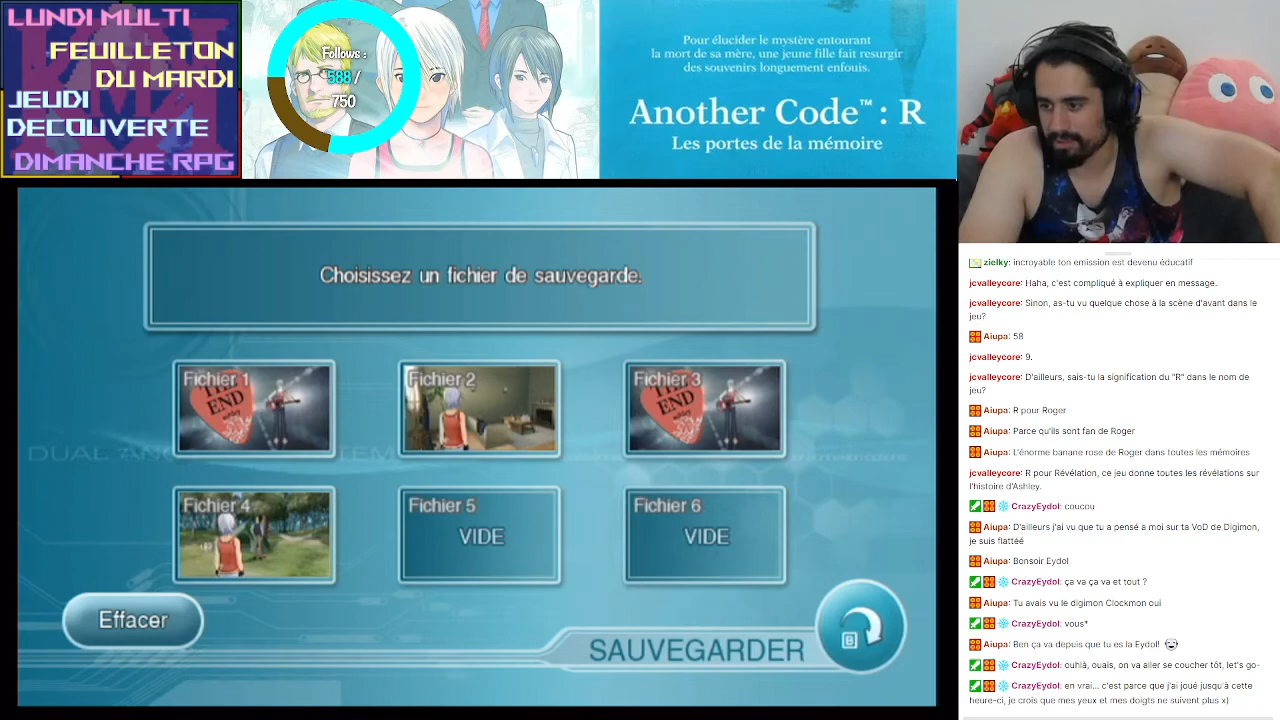 LUNDI MULTI
FEUILLETON
DU MARDI
JEUDI
DECOUVERTE
DIMANCHE RPG
Follows :
588 /
750
Pour élucider le mystère entourant
la mort de sa mère, une jeune fille fait resurgir
des souvenirs longuement enfouis.
Another Code™ : R
Les portes de la mémoire
Choisissez un fichier de sauvegarde.
Fichier 1
THE
END
ashley
Fichier 2
Fichier 3
THE
END
ashley
Fichier 4
Fichier 5
VIDE
Fichier 6
VIDE
Effacer
SAUVEGARDER
B
zielky: incroyable ton emission est devenu éducatif
jcvalleycore: Haha, c'est compliqué à expliquer en message.
jcvalleycore: Sinon, as-tu vu quelque chose à la scène d'avant dans le
jeu?
Aiupa: 58
jcvalleycore: 9.
jcvalleycore: D'ailleurs, sais-tu la signification du "R" dans le nom de
jeu?
Aiupa: R pour Roger
Aiupa: Parce qu'ils sont fan de Roger
Aiupa: L'énorme banane rose de Roger dans toutes les mémoires
jcvalleycore: R pour Révélation, ce jeu donne toutes les révélations sur
l'histoire d'Ashley.
CrazyEydol: coucou
Aiupa: D'ailleurs j'ai vu que tu a pensé a moi sur ta VoD de Digimon,
je suis flattéé
Aiupa: Bonsoir Eydol
CrazyEydol: ça va ça va et tout ?
Aiupa: Tu avais vu le digimon Clockmon oui
CrazyEydol: vous*
Aiupa: Ben ça va depuis que tu es la Eydol!
CrazyEydol: ouhlà, ouais, on va aller se coucher tôt, let's go-
CrazyEydol: en vrai... c'est parce que j'ai joué jusqu'à cette
heure-ci, je crois que mes yeux et mes doigts ne suivent plus x)